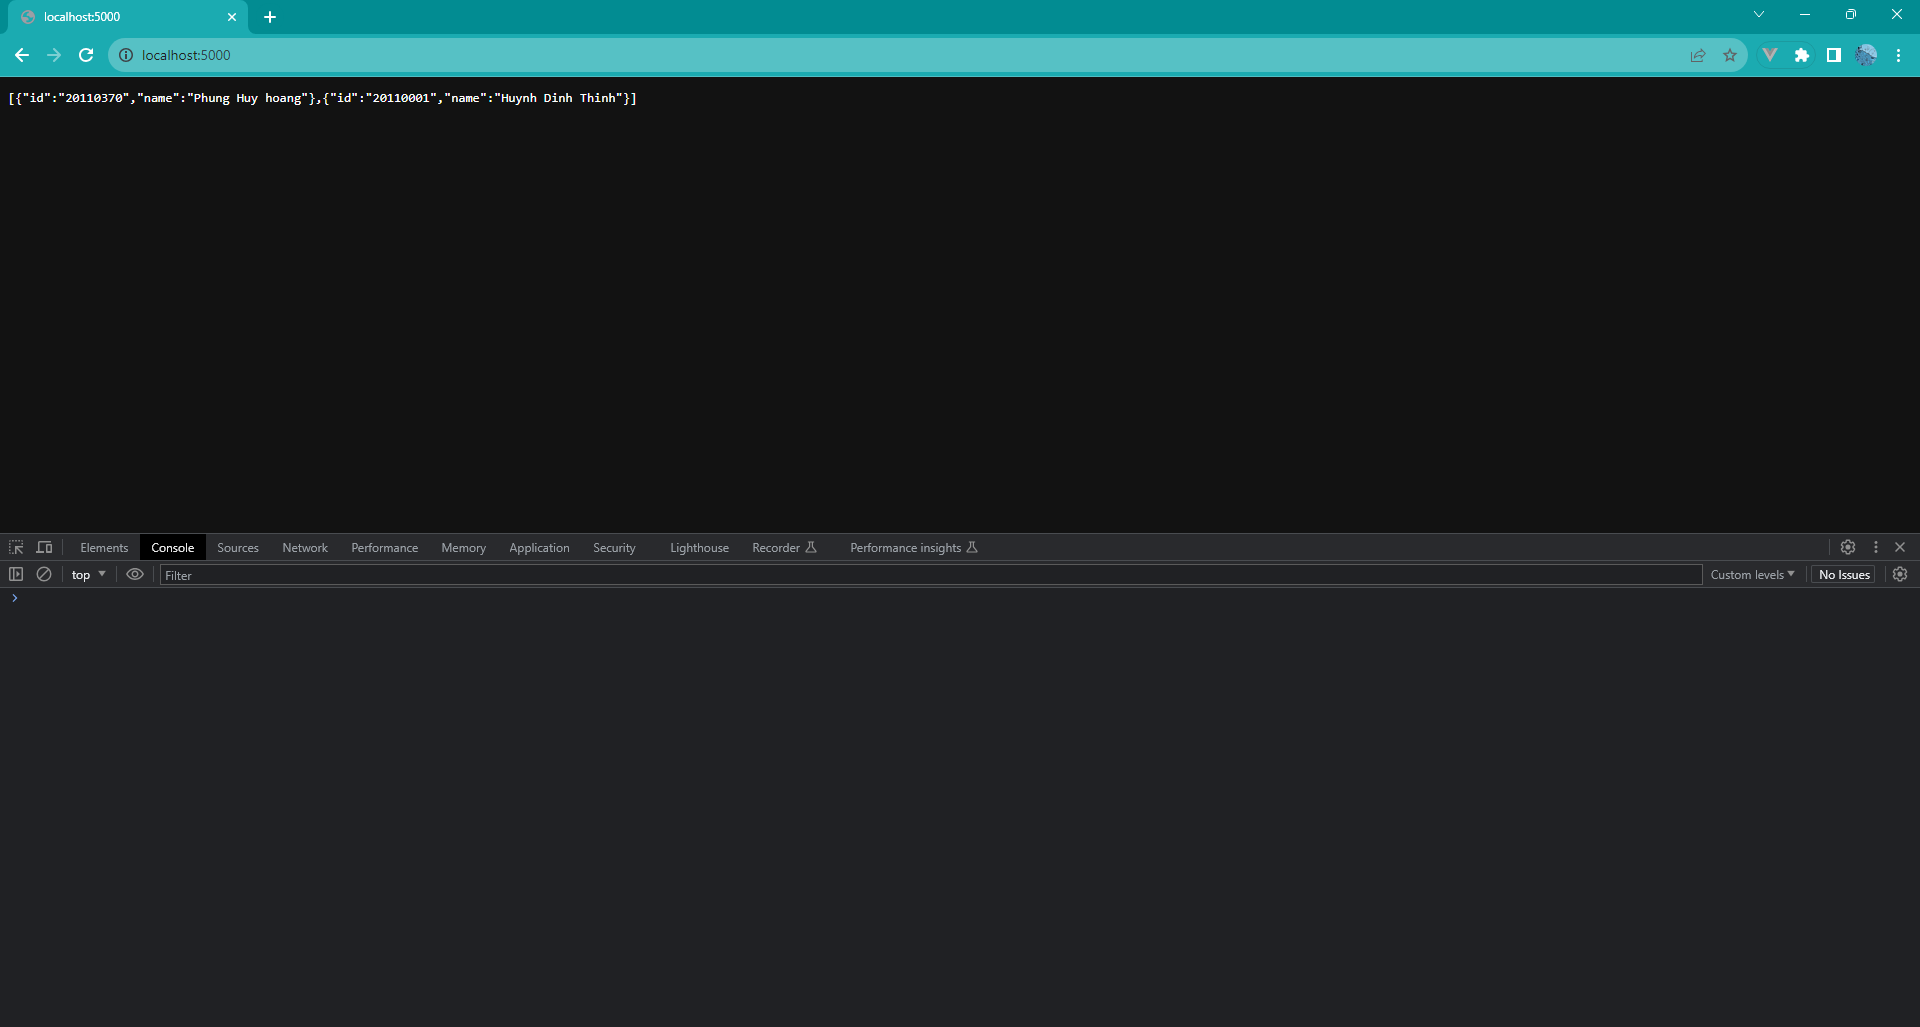 localhost:5000
localhost:5000
[{"id":"20110370","name":"Phung Huy hoang"},{"id":"20110001","name":"Huynh Dinh Thinh"}]
Elements Console Sources Network Performance Memory Application Security Lighthouse Recorder Performance insights
top Filter Custom levels No Issues